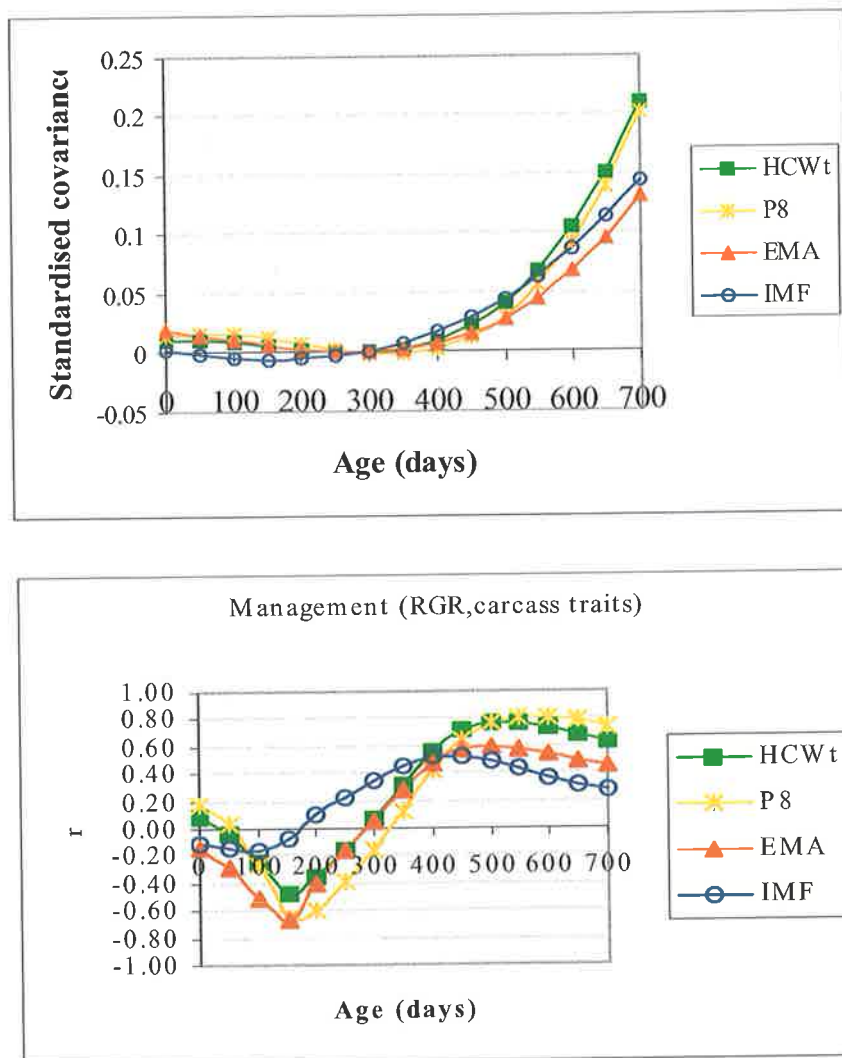 Standardised covariance
0.25
0.2
0.15
0.1
0.05
0
-0.05
0 100 200 300 400 500 600 700
Age (days)
HCWt
P8
EMA
IMF
Management (RGR,carcass traits)
r
1.00
0.80
0.60
0.40
0.20
0.00
-0.20
-0.40
-0.60
-0.80
-1.00
0 100 200 300 400 500 600 700
Age (days)
HCWt
P8
EMA
IMF